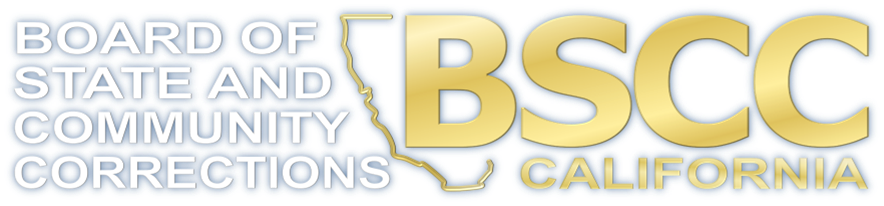 BOARD OF
STATE AND
COMMUNITY
CORRECTIONS
BSCC
CALIFORNIA